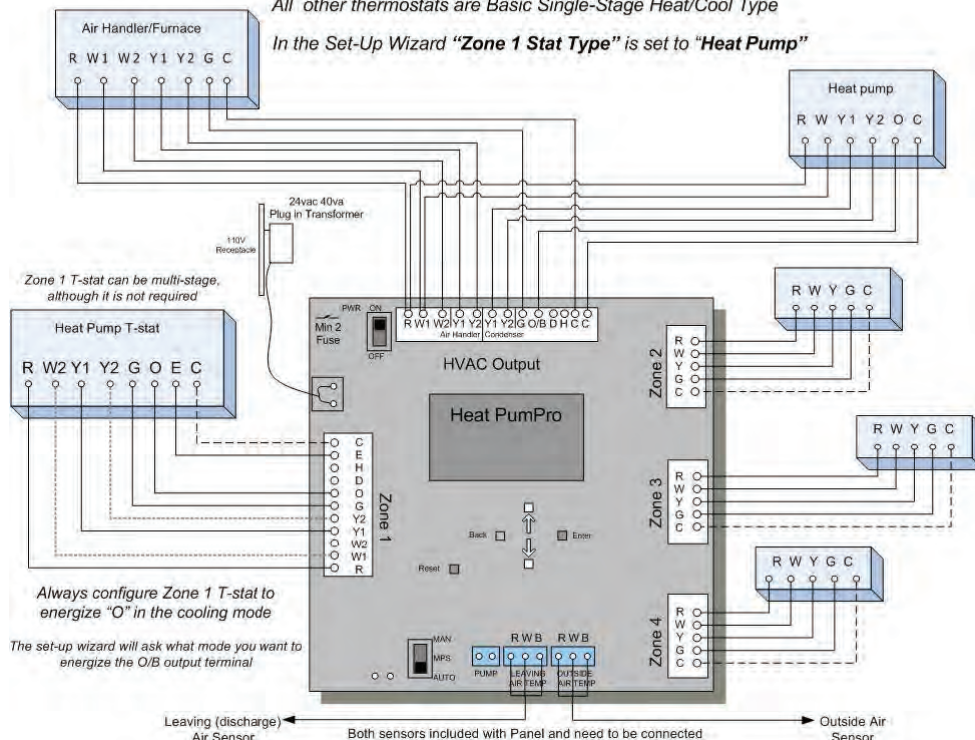 All other thermostats are Basic Single-Stage Heat/Cool Type
In the Set-Up Wizard "Zone 1 Stat Type" is set to "Heat Pump"
Air Handler/Furnace
R W1 W2 Y1 Y2 G C
Heat pump
R W Y1 Y2 O C
24vac 40va
Plug in Transformer
110V
Receptacle
Zone 1 T-stat can be multi-stage,
although it is not required
Heat Pump T-stat
R W2 Y1 Y2 G O E C
PWR ON
Min 2
Fuse
OFF
R W1 W2 Y1 Y2 Y1 Y2 G O/B D H C C
Air Handler Condenser
HVAC Output
Heat PumPro
Zone 1
C
E
H
D
O
G
Y2
Y1
W2
W1
R
Back
Enter
Reset
Zone 2
R
W
Y
G
C
R W Y G C
Zone 3
R
W
Y
G
C
R W Y G C
Zone 4
R
W
Y
G
C
R W Y G C
Always configure Zone 1 T-stat to
energize "O" in the cooling mode
The set-up wizard will ask what mode you want to
energize the O/B output terminal
MAN
MPS
AUTO
PUMP
R W B
LEAVING
AIR TEMP
R W B
OUTSIDE
AIR TEMP
Leaving (discharge)
Air Sensor
Both sensors included with Panel and need to be connected
Outside Air
Sensor